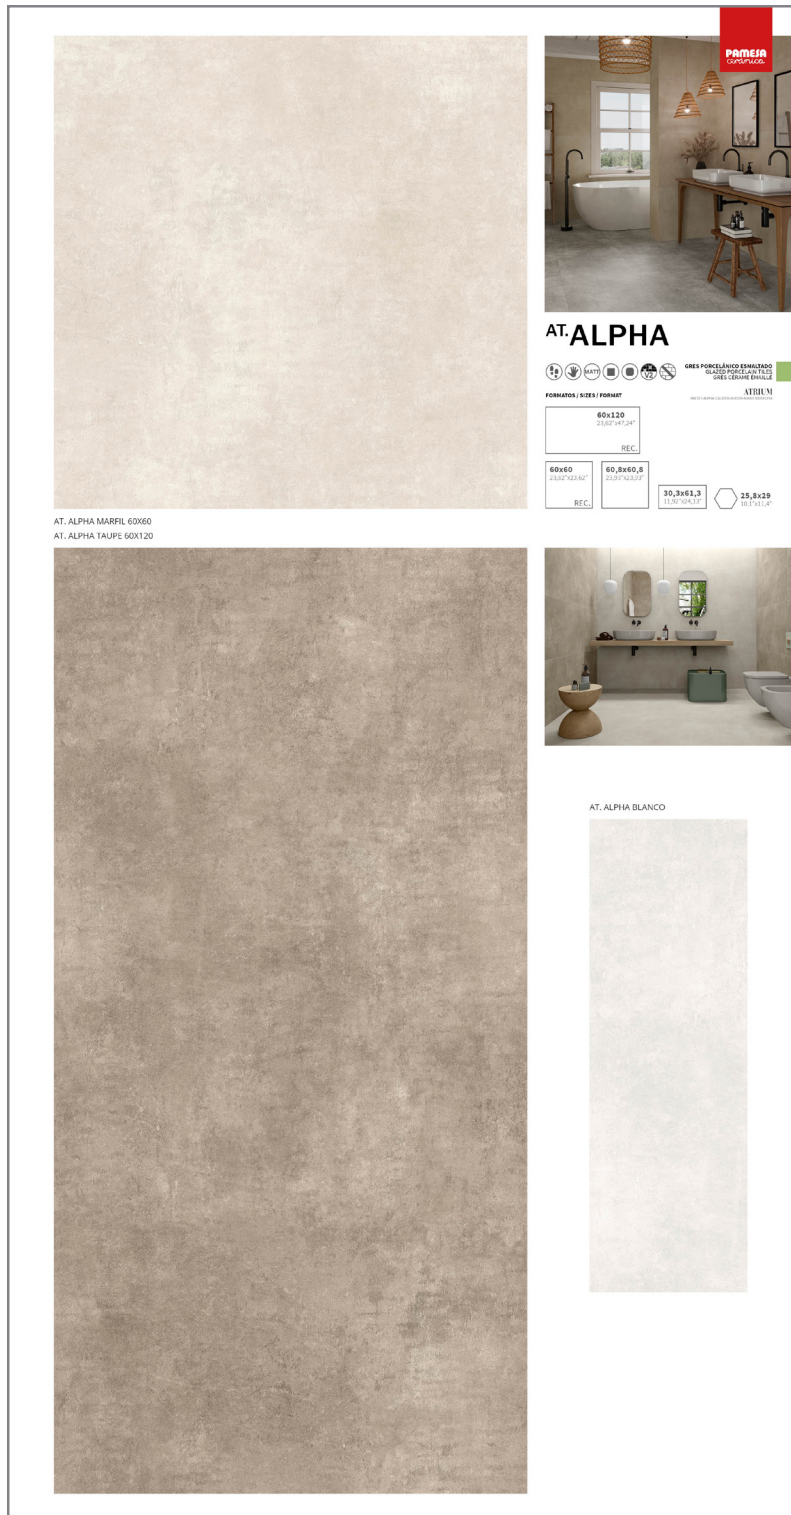 PAMESA
cerámica
AT. ALPHA
MATT
V2
GRES PORCELÁNICO ESMALTADO
GLAZED PORCELAIN TILES
GRÈS CÉRAME ÉMAILLÉ
ATRIUM
FORMATOS / SIZES / FORMAT
60x120
23,62"x47,24"
REC.
60x60
23,62"x23,62"
REC.
60,8x60,8
23,93"x23,93"
30,3x61,3
11,92"x24,13"
25,8x29
10,1"x11,4"
AT. ALPHA MARFIL 60X60
AT. ALPHA TAUPE 60X120
AT. ALPHA BLANCO